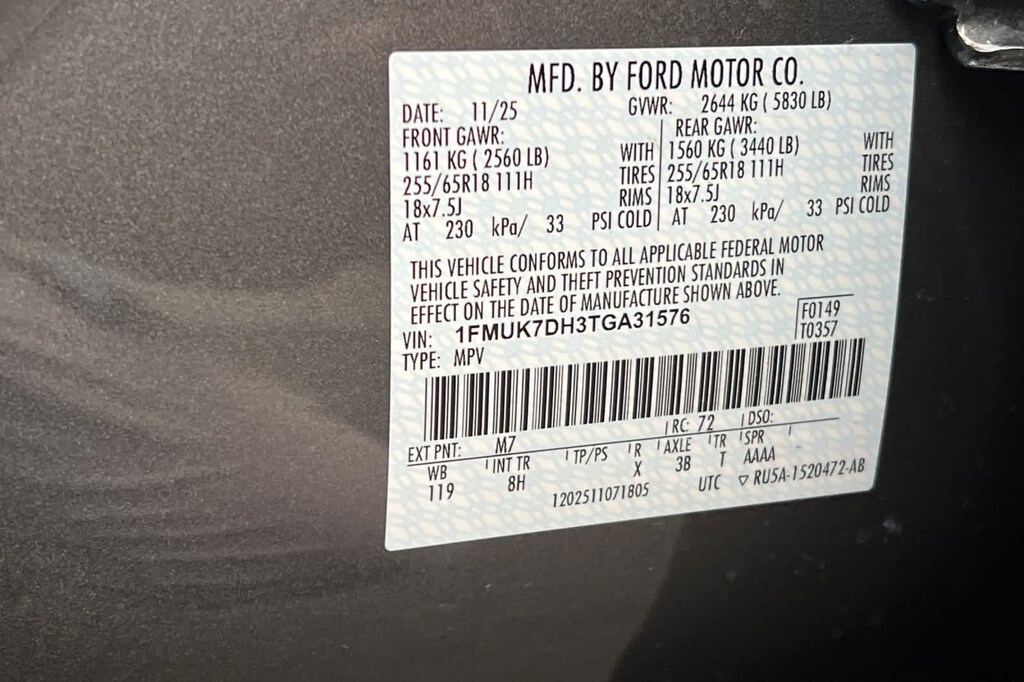 MFD. BY FORD MOTOR CO.
DATE: 11/25 GVWR: 2644 KG ( 5830 LB)
FRONT GAWR: REAR GAWR:
1161 KG ( 2560 LB) WITH 1560 KG ( 3440 LB) WITH
255/65R18 111H TIRES 255/65R18 111H TIRES
18x7.5J RIMS 18x7.5J RIMS
AT 230 kPa/ 33 PSI COLD AT 230 kPa/ 33 PSI COLD
THIS VEHICLE CONFORMS TO ALL APPLICABLE FEDERAL MOTOR
VEHICLE SAFETY AND THEFT PREVENTION STANDARDS IN
EFFECT ON THE DATE OF MANUFACTURE SHOWN ABOVE.
VIN: 1FMUK7DH3TGA31576 F0149
TYPE: MPV T0357
EXT PNT: M7 RC: 72 DSO:
WB INT TR TP/PS R AXLE TR SPR
119 8H X 3B T AAAA
1202511071805 UTC ▽ RU5A-1520472-AB